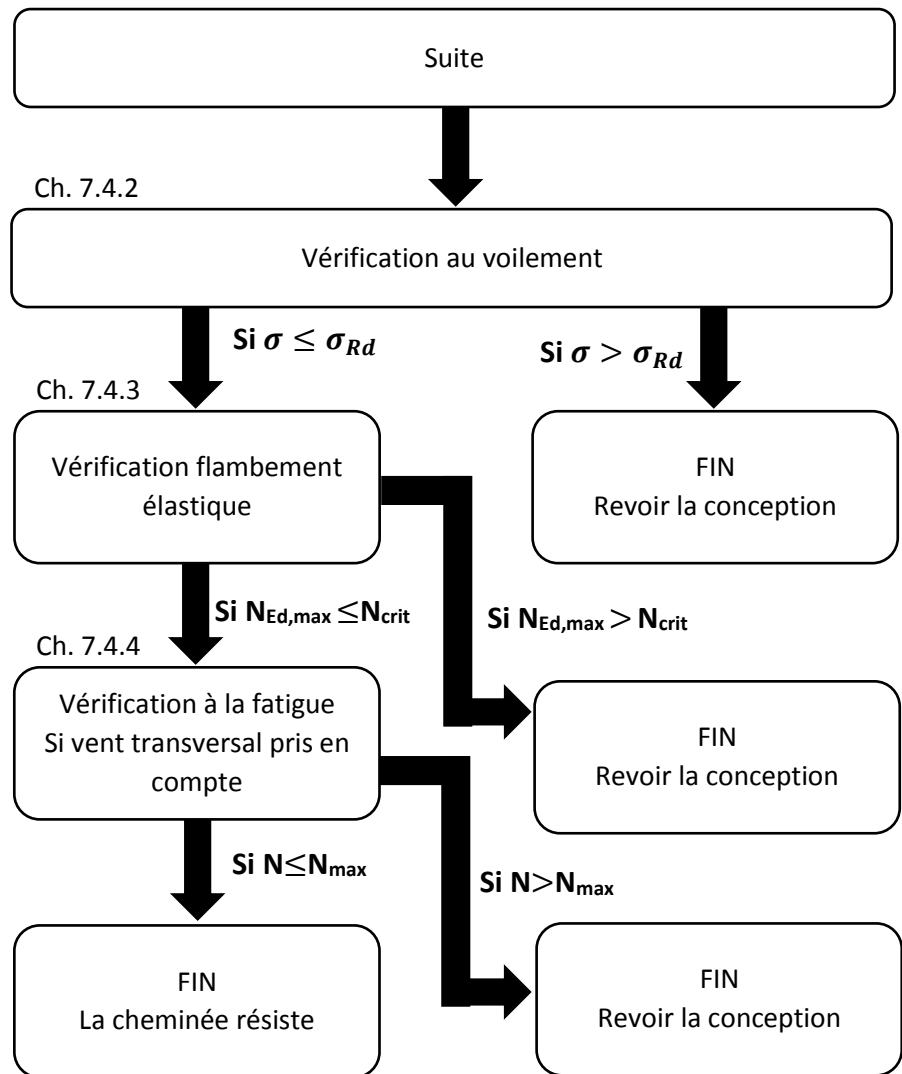 Suite
Ch. 7.4.2
Vérification au voilement
Si σ ≤ σRd
Si σ > σRd
Ch. 7.4.3
Vérification flambement
élastique
FIN
Revoir la conception
Si NEd,max ≤Ncrit
Si NEd,max > Ncrit
Ch. 7.4.4
Vérification à la fatigue
Si vent transversal pris en
compte
FIN
Revoir la conception
Si N≤Nmax
Si N>Nmax
FIN
La cheminée résiste
FIN
Revoir la conception